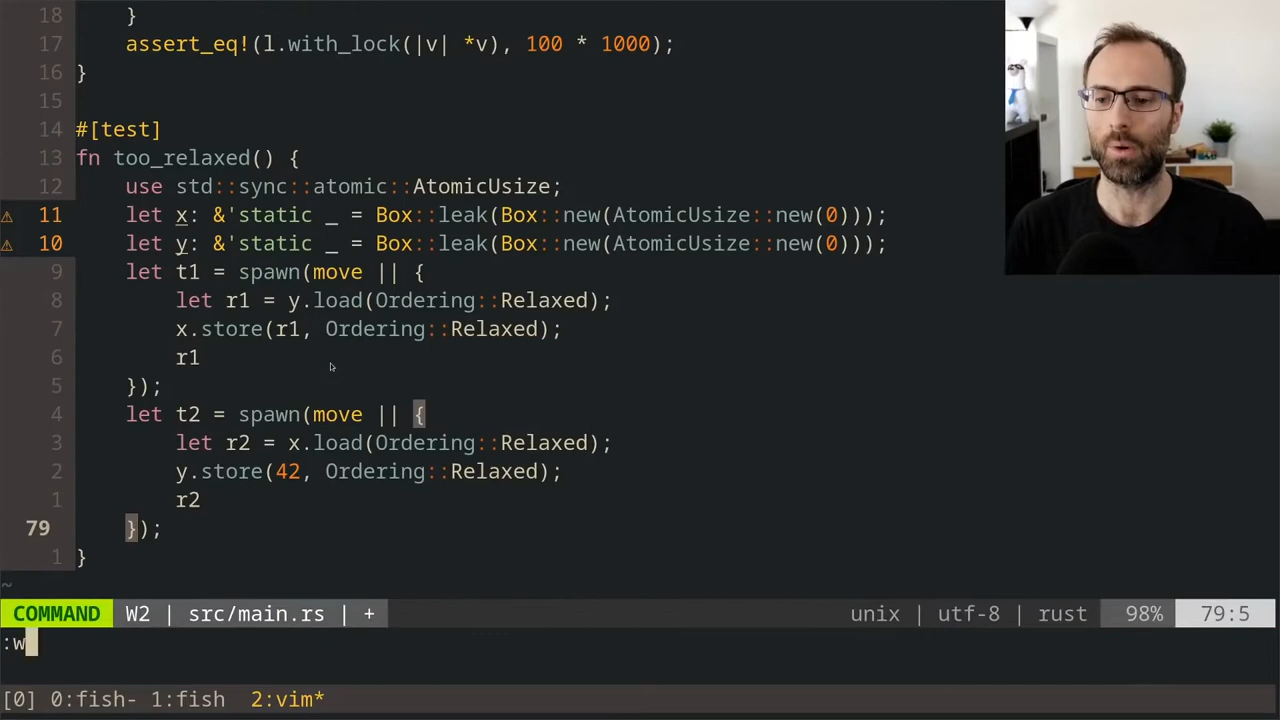 18     }
17     assert_eq!(l.with_lock(|v| *v), 100 * 1000);
16 }
15
14 #[test]
13 fn too_relaxed() {
12     use std::sync::atomic::AtomicUsize;
⚠ 11     let x: &'static _ = Box::leak(Box::new(AtomicUsize::new(0)));
⚠ 10     let y: &'static _ = Box::leak(Box::new(AtomicUsize::new(0)));
9     let t1 = spawn(move || {
8         let r1 = y.load(Ordering::Relaxed);
7         x.store(r1, Ordering::Relaxed);
6         r1
5     });
4     let t2 = spawn(move || {
3         let r2 = x.load(Ordering::Relaxed);
2         y.store(42, Ordering::Relaxed);
1         r2
79     });
1 }
~
COMMAND W2 | src/main.rs | + unix | utf-8 | rust 98% 79:5
:w
[0] 0:fish- 1:fish 2:vim*